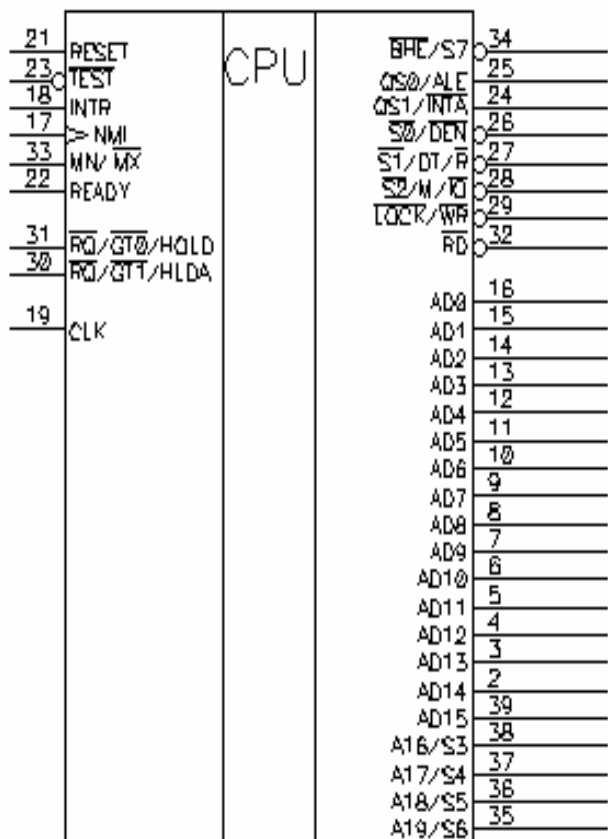 CPU
21 RESET
23 TEST
18 INTR
17 NMI
33 MN/MX
22 READY
31 RQ/GT0/HOLD
30 RQ/GT1/HLDA
19 CLK
BHE/S7 34
QS0/ALE 25
QS1/INTA 24
S0/DEN 26
S1/DT/R 27
S2/M/IO 28
LOCK/WR 29
RD 32
AD0 16
AD1 15
AD2 14
AD3 13
AD4 12
AD5 11
AD6 10
AD7 9
AD8 8
AD9 7
AD10 6
AD11 5
AD12 4
AD13 3
AD14 2
AD15 39
A16/S3 38
A17/S4 37
A18/S5 36
A19/S6 35